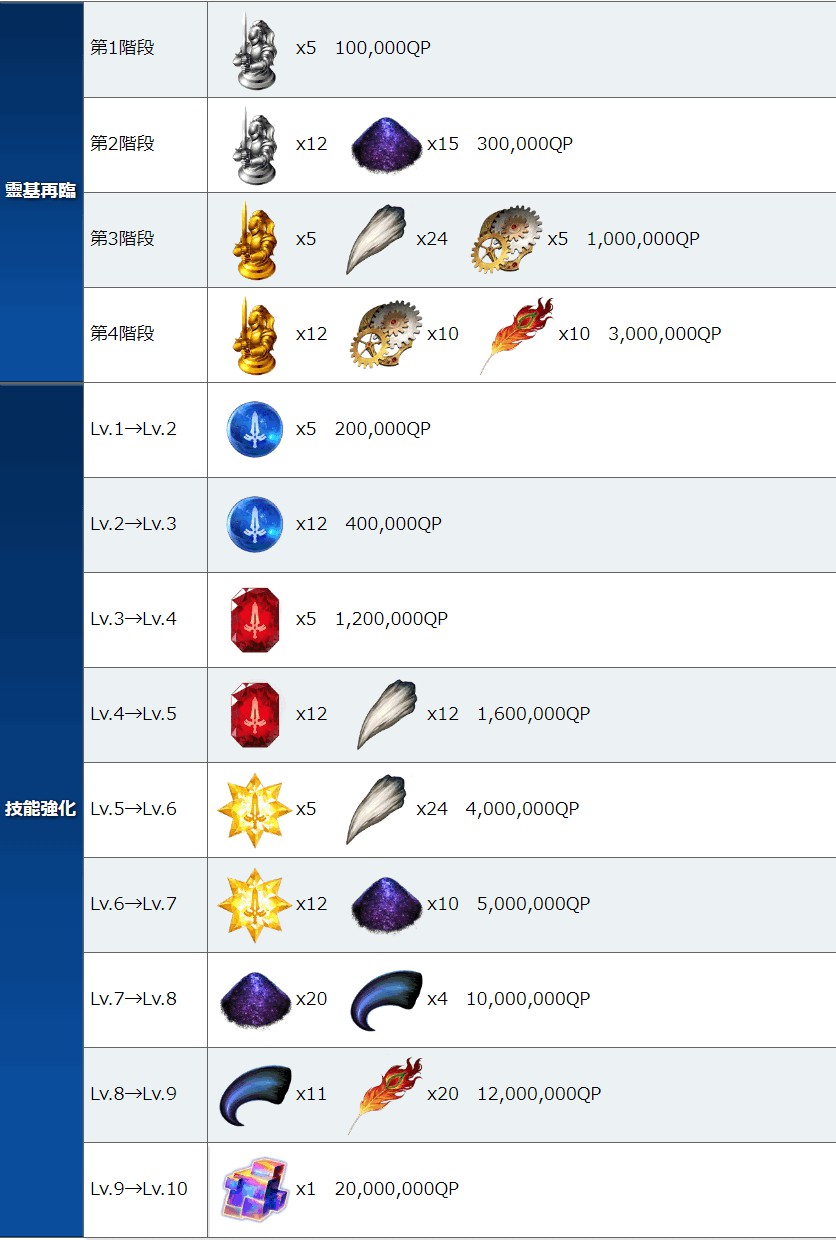 靈基再臨
第1階段 x5 100,000QP
第2階段 x12 x15 300,000QP
第3階段 x5 x24 x5 1,000,000QP
第4階段 x12 x10 x10 3,000,000QP
技能強化
Lv.1→Lv.2 x5 200,000QP
Lv.2→Lv.3 x12 400,000QP
Lv.3→Lv.4 x5 1,200,000QP
Lv.4→Lv.5 x12 x12 1,600,000QP
Lv.5→Lv.6 x5 x24 4,000,000QP
Lv.6→Lv.7 x12 x10 5,000,000QP
Lv.7→Lv.8 x20 x4 10,000,000QP
Lv.8→Lv.9 x11 x20 12,000,000QP
Lv.9→Lv.10 x1 20,000,000QP